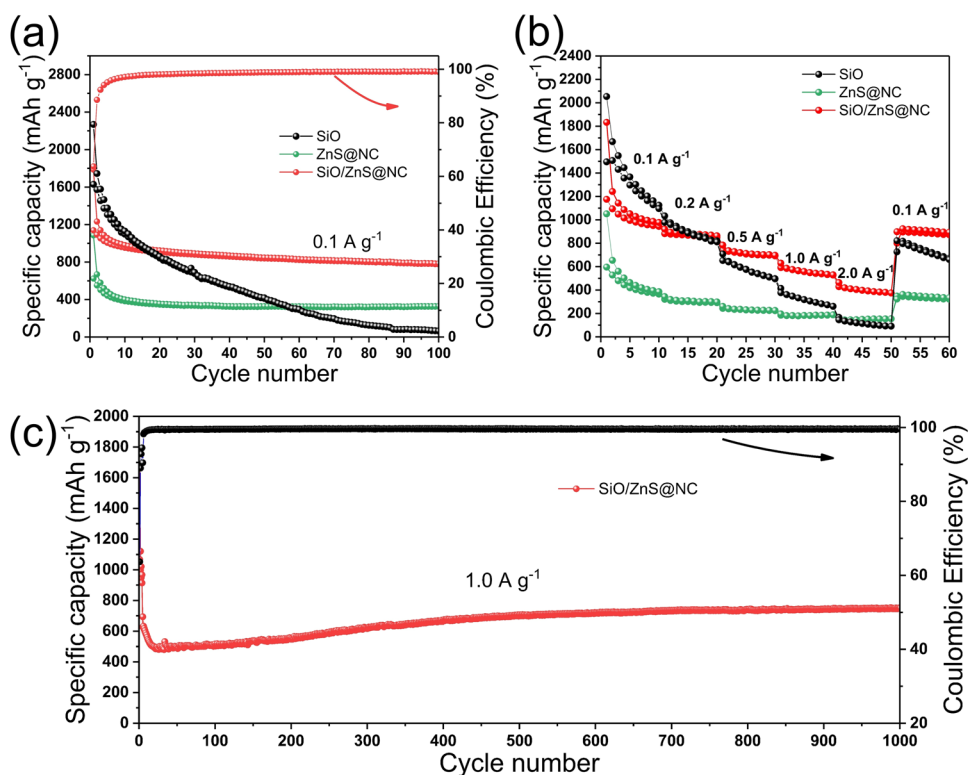 (a)
Specific capacity (mAh g⁻¹)
2800
2400
2000
1600
1200
800
400
0
SiO
ZnS@NC
SiO/ZnS@NC
0.1 A g⁻¹
100
80
60
40
20
0
Coulombic Efficiency (%)
0 10 20 30 40 50 60 70 80 90 100
Cycle number
(b)
Specific capacity (mAh g⁻¹)
2400
2200
2000
1800
1600
1400
1200
1000
800
600
400
200
0
SiO
ZnS@NC
SiO/ZnS@NC
0.1 A g⁻¹
0.2 A g⁻¹
0.5 A g⁻¹
1.0 A g⁻¹
2.0 A g⁻¹
0.1 A g⁻¹
0 5 10 15 20 25 30 35 40 45 50 55 60
Cycle number
(c)
Specific capacity (mAh g⁻¹)
2000
1800
1600
1400
1200
1000
800
600
400
200
0
SiO/ZnS@NC
1.0 A g⁻¹
100
80
60
40
20
Coulombic Efficiency (%)
0 100 200 300 400 500 600 700 800 900 1000
Cycle number